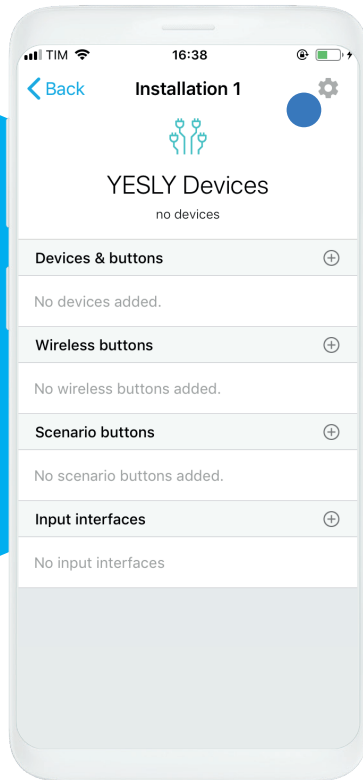 TIM 16:38
Back Installation 1
YESLY Devices
no devices
Devices & buttons
No devices added.
Wireless buttons
No wireless buttons added.
Scenario buttons
No scenario buttons added.
Input interfaces
No input interfaces